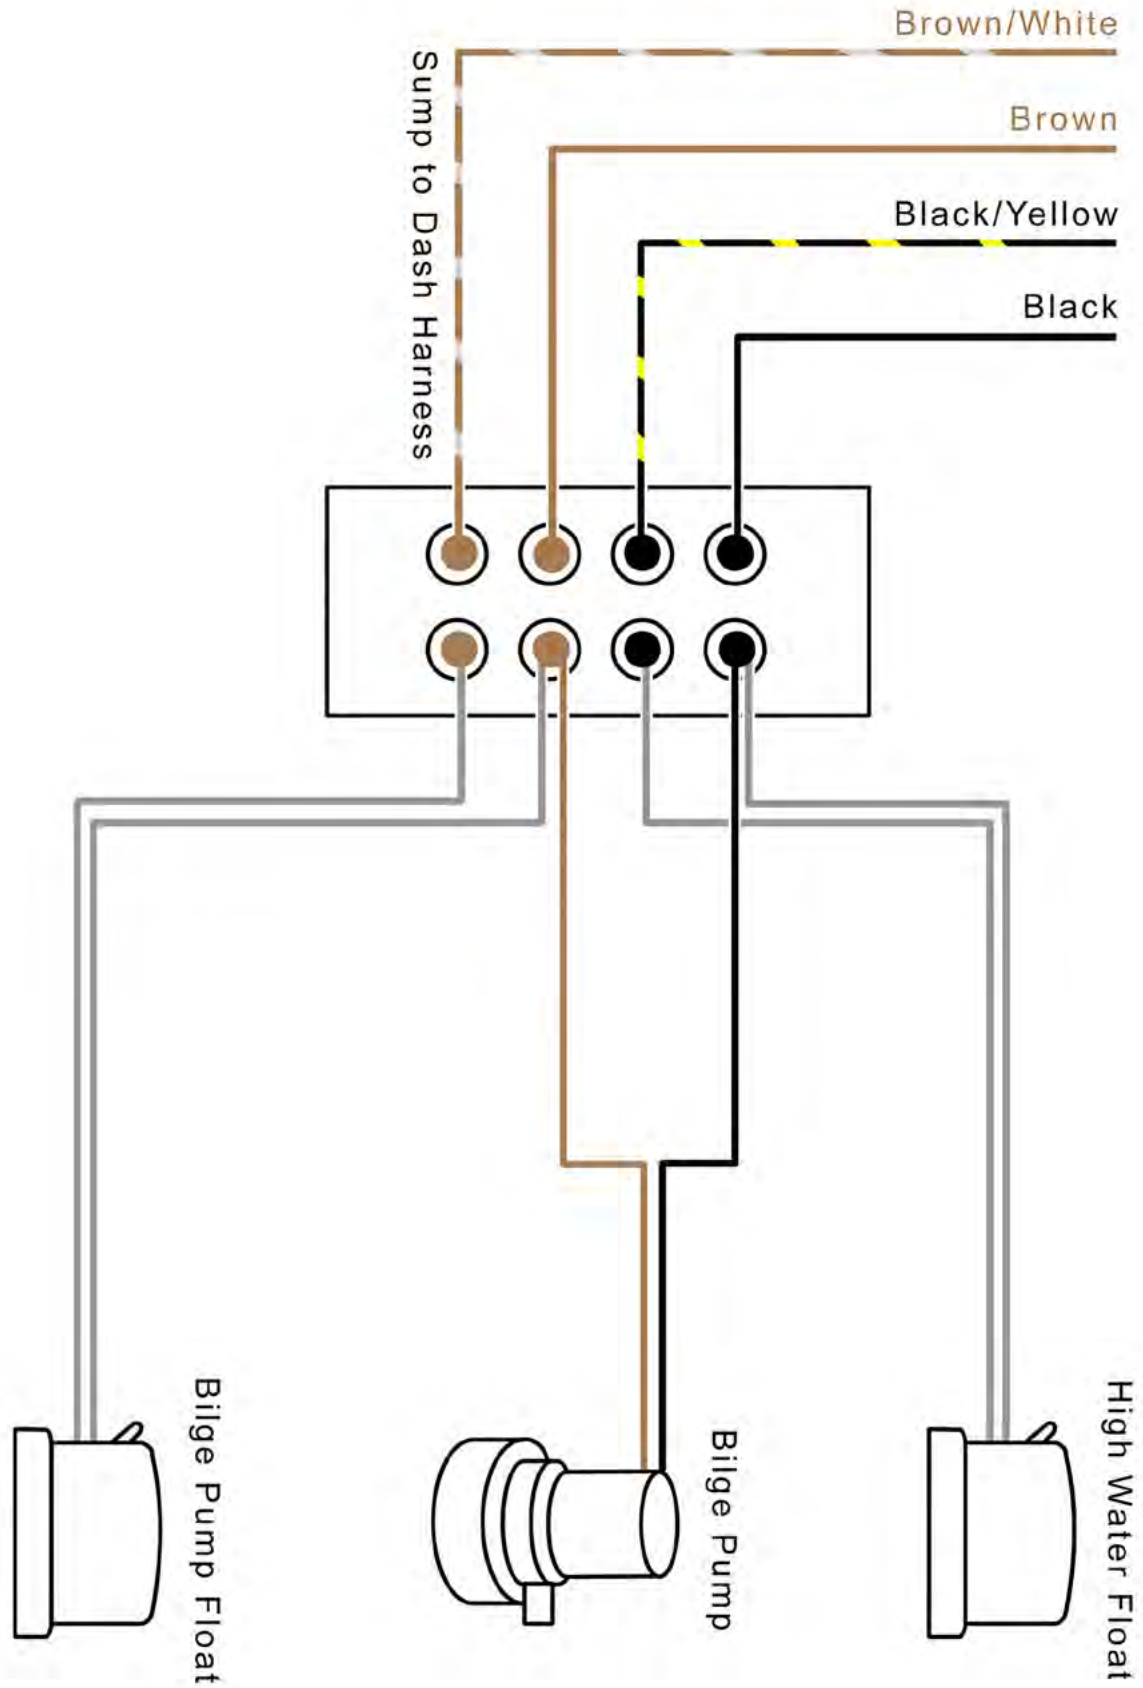 Brown/White
Brown
Black/Yellow
Black
Sump to Dash Harness
Bilge Pump Float
Bilge Pump
High Water Float